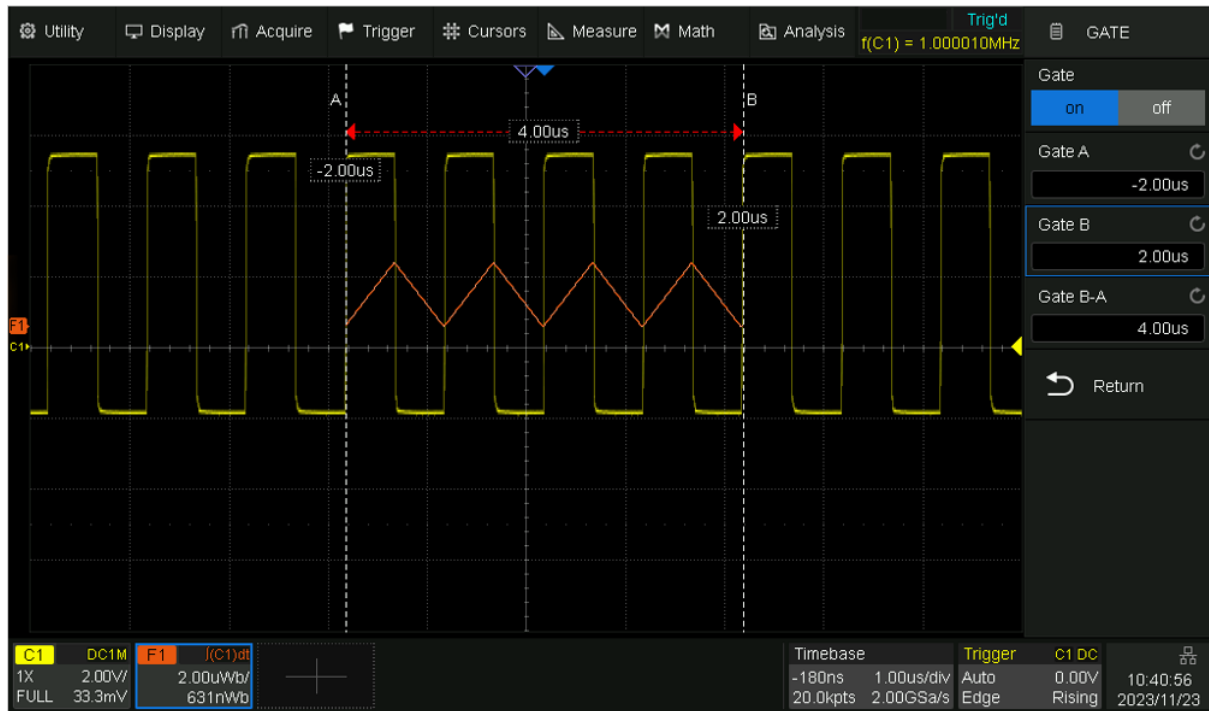 Utility Display Acquire Trigger Cursors Measure Math Analysis
Trig'd
f(C1) = 1.000010MHz
GATE
Gate
on off
Gate A
-2.00us
Gate B
2.00us
Gate B-A
4.00us
Return
A
B
4.00us
-2.00us
2.00us
F1
C1
C1 DC1M
1X 2.00V/
FULL 33.3mV
F1 ∫(C1)dt
2.00uWb/
631nWb
Timebase
-180ns 1.00us/div
20.0kpts 2.00GSa/s
Trigger C1 DC
Auto 0.00V
Edge Rising
10:40:56
2023/11/23